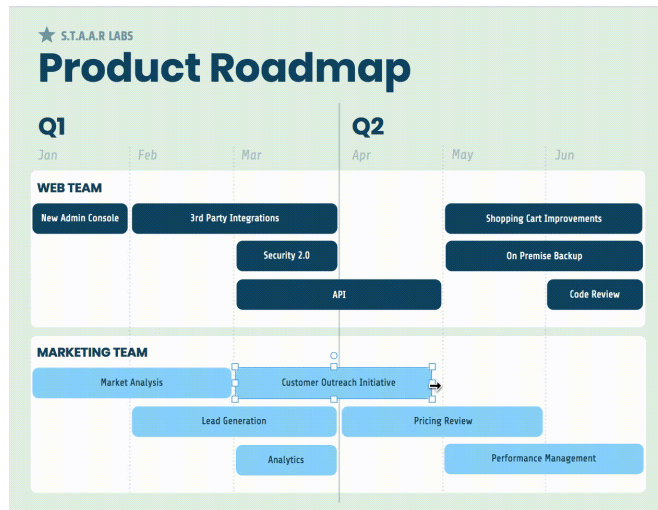 S.T.A.A.R LABS
Product Roadmap
Q1 Q2
Jan Feb Mar Apr May Jun
WEB TEAM
New Admin Console 3rd Party Integrations Shopping Cart Improvements
Security 2.0 On Premise Backup
API Code Review
MARKETING TEAM
Market Analysis Customer Outreach Initiative
Lead Generation Pricing Review
Analytics Performance Management